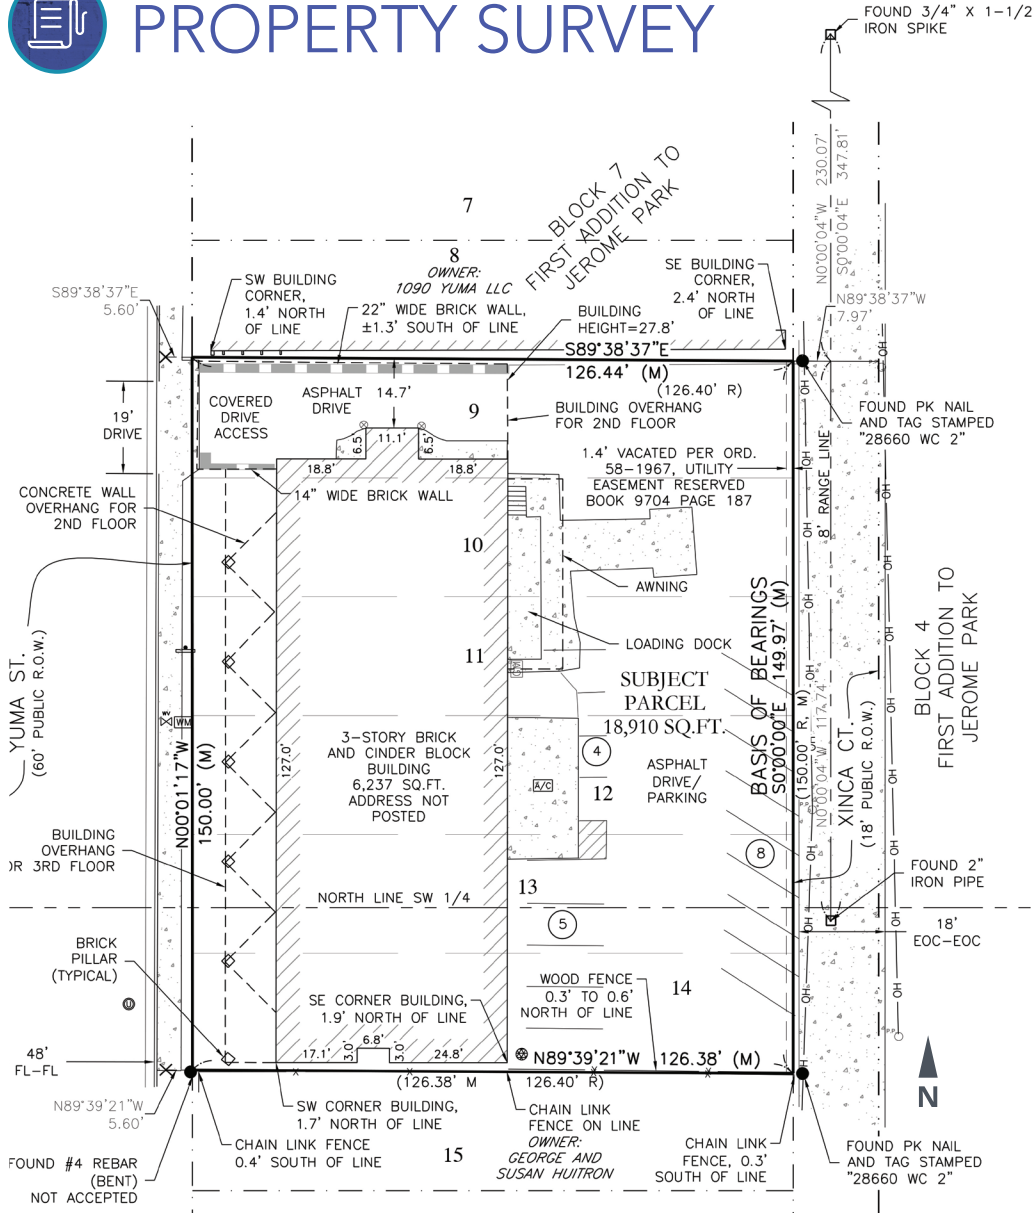 PROPERTY SURVEY
FOUND 3/4" X 1-1/2
IRON SPIKE
N0°00'04"W 230.07'
S0°00'04"E 347.81'
7
BLOCK 7
FIRST ADDITION TO
JEROME PARK
8
OWNER:
1090 YUMA LLC
S89°38'37"E
5.60'
SW BUILDING
CORNER,
1.4' NORTH
OF LINE
22" WIDE BRICK WALL,
±1.3' SOUTH OF LINE
BUILDING
HEIGHT=27.8'
SE BUILDING
CORNER,
2.4' NORTH
OF LINE
N89°38'37"W
7.97'
S89°38'37"E
126.44' (M)
(126.40' R)
19'
DRIVE
COVERED
DRIVE
ACCESS
ASPHALT
DRIVE
14.7'
9
BUILDING OVERHANG
FOR 2ND FLOOR
FOUND PK NAIL
AND TAG STAMPED
"28660 WC 2"
6.5'
11.1'
6.5'
18.8'
18.8'
1.4' VACATED PER ORD.
58-1967, UTILITY
EASEMENT RESERVED
BOOK 9704 PAGE 187
8' RANGE LINE
CONCRETE WALL
OVERHANG FOR
2ND FLOOR
14" WIDE BRICK WALL
10
AWNING
YUMA ST.
(60' PUBLIC R.O.W.)
LOADING DOCK
11
SUBJECT
PARCEL
18,910 SQ.FT.
BASIS OF BEARINGS
S0°00'00"E 149.97' (M)
(150.00' R, M)
N0°00'04"W 117.74'
XINCA CT.
(18' PUBLIC R.O.W.)
BLOCK 4
FIRST ADDITION TO
JEROME PARK
WV
WM
N00°01'17"W
150.00' (M)
127.0'
3-STORY BRICK
AND CINDER BLOCK
BUILDING
6,237 SQ.FT.
ADDRESS NOT
POSTED
127.0'
4
A/C
12
ASPHALT
DRIVE/
PARKING
BUILDING
OVERHANG
OR 3RD FLOOR
8
FOUND 2"
IRON PIPE
NORTH LINE SW 1/4
13
5
18'
EOC-EOC
BRICK
PILLAR
(TYPICAL)
SE CORNER BUILDING,
1.9' NORTH OF LINE
WOOD FENCE
0.3' TO 0.6'
NORTH OF LINE
14
OH
OH
OH
OH
OH
OH
OH
OH
OH
OH
OH
OH
OH
OH
48'
FL-FL
17.1'
3.0'
6.8'
3.0'
24.8'
N89°39'21"W 126.38' (M)
(126.38' M
126.40' R)
N
N89°39'21"W
5.60'
SW CORNER BUILDING,
1.7' NORTH OF LINE
CHAIN LINK
FENCE ON LINE
OWNER:
GEORGE AND
SUSAN HUITRON
CHAIN LINK FENCE
0.4' SOUTH OF LINE
15
CHAIN LINK
FENCE, 0.3'
SOUTH OF LINE
FOUND PK NAIL
AND TAG STAMPED
"28660 WC 2"
FOUND #4 REBAR
(BENT)
NOT ACCEPTED